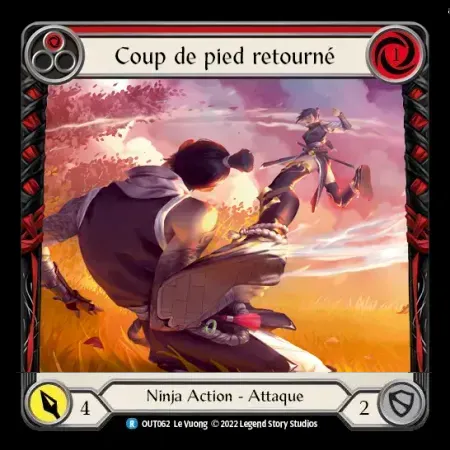 Coup de pied retourné
1
Ninja Action - Attaque
4
2
R OUT062 Le Vuong © 2022 Legend Story Studios